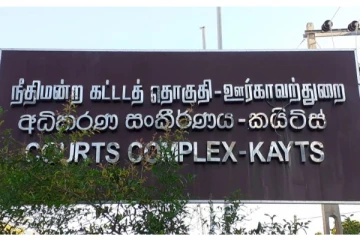 நீதிமன்ற கட்டடத் தொகுதி - ஊர்காவற்துறை
අධිකරණ සංකීර්ණය - කයිට්ස්
COURTS COMPLEX-KAYTS